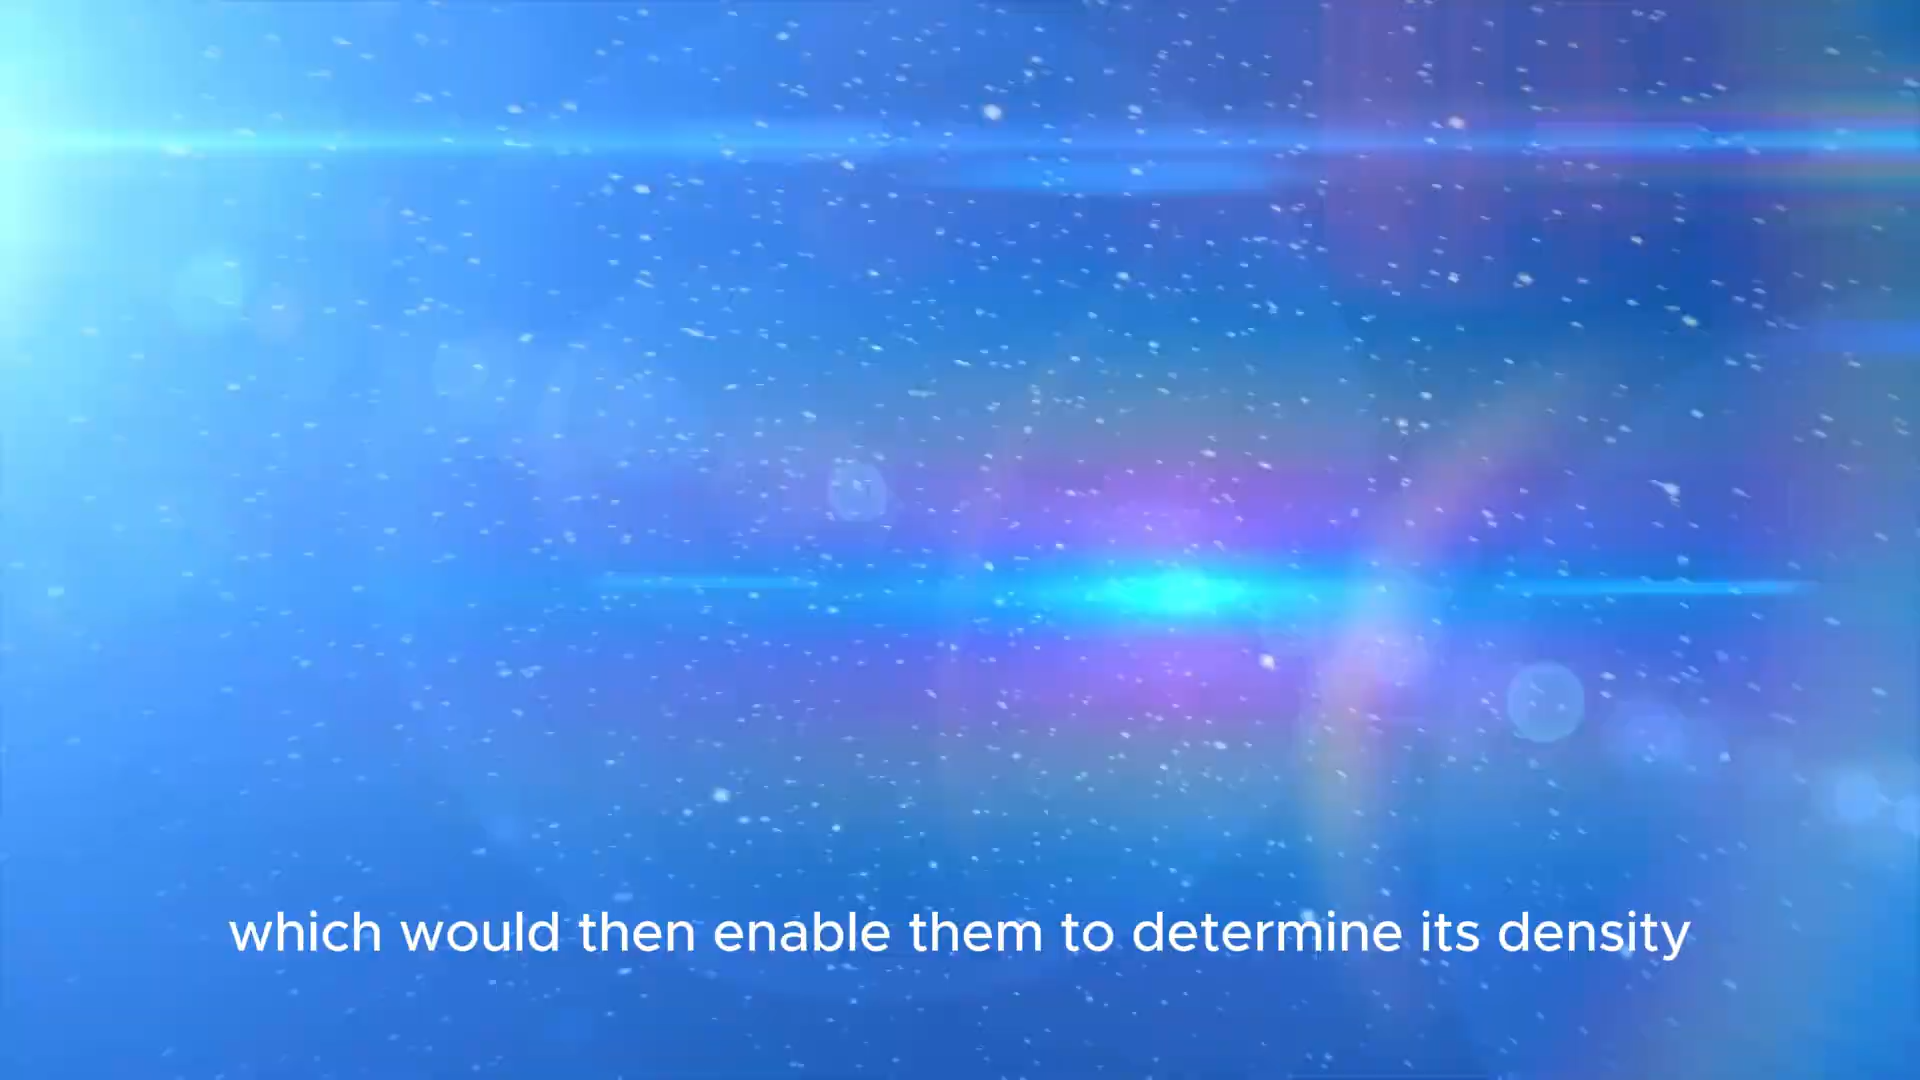 which would then enable them to determine its density